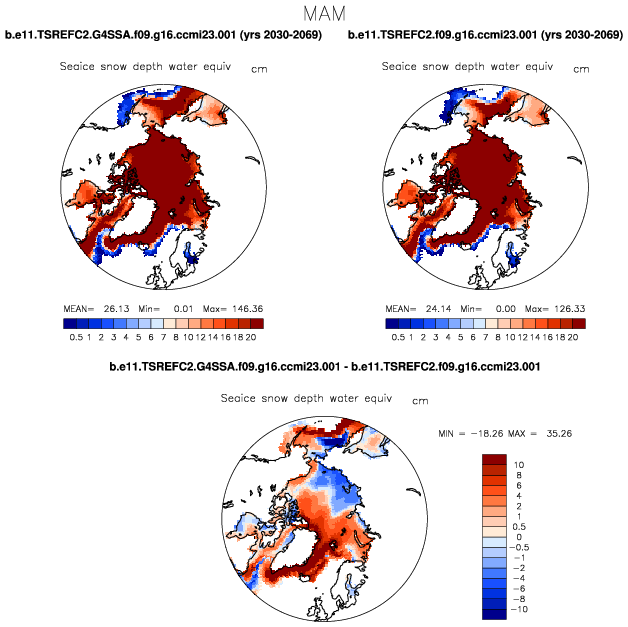 MAM
b.e11.TSREFC2.G4SSA.f09.g16.ccmi23.001 (yrs 2030-2069)
b.e11.TSREFC2.f09.g16.ccmi23.001 (yrs 2030-2069)
Seaice snow depth water equiv cm
Seaice snow depth water equiv cm
MEAN= 26.13 Min= 0.01 Max= 146.36
MEAN= 24.14 Min= 0.00 Max= 126.33
0.5 1 2 3 5 6 7 8 10 12 14 16 18 20
0.5 1 2 3 5 6 7 8 10 12 14 16 18 20
b.e11.TSREFC2.G4SSA.f09.g16.ccmi23.001 - b.e11.TSREFC2.f09.g16.ccmi23.001
Seaice snow depth water equiv cm
MIN = -18.26 MAX = 35.26
10
8
6
4
2
1
0.5
0
-0.5
-1
-2
-4
-6
-8
-10